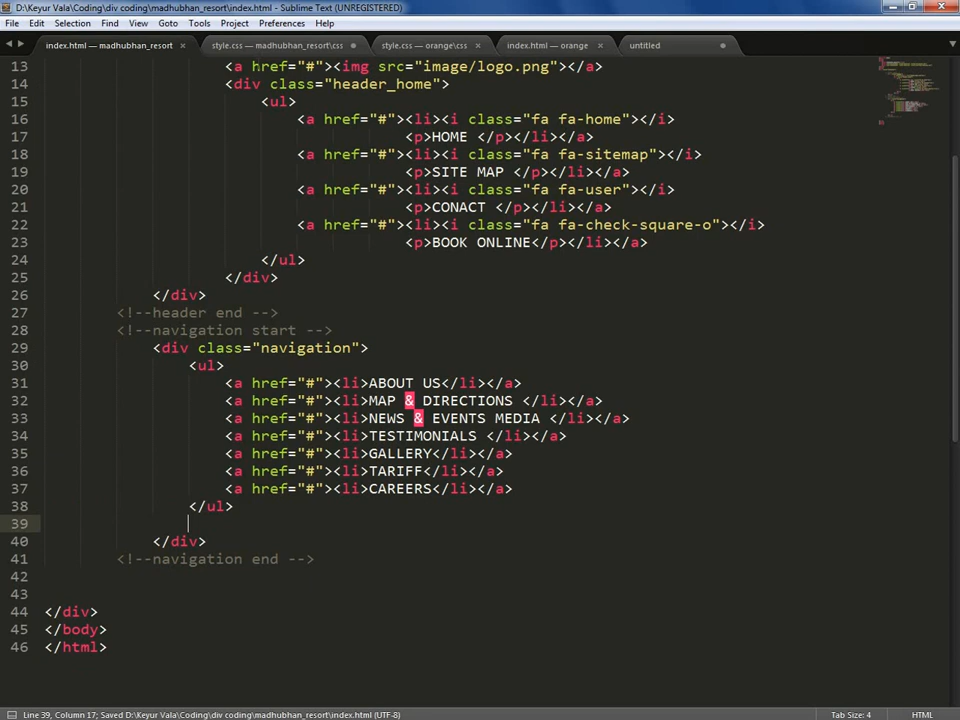 D:\Keyur Vala\Coding\div coding\madhubhan_resort\index.html - Sublime Text (UNREGISTERED)
File Edit Selection Find View Goto Tools Project Preferences Help
index.html — madhubhan_resort × style.css — madhubhan_resort\css style.css — orange\css × index.html — orange × untitled
13 <a href="#"><img src="image/logo.png"></a>
14 <div class="header_home">
15 <ul>
16 <a href="#"><li><i class="fa fa-home"></i>
17 <p>HOME </p></li></a>
18 <a href="#"><li><i class="fa fa-sitemap"></i>
19 <p>SITE MAP </p></li></a>
20 <a href="#"><li><i class="fa fa-user"></i>
21 <p>CONACT </p></li></a>
22 <a href="#"><li><i class="fa fa-check-square-o"></i>
23 <p>BOOK ONLINE</p></li></a>
24 </ul>
25 </div>
26 </div>
27 <!--header end -->
28 <!--navigation start -->
29 <div class="navigation">
30 <ul>
31 <a href="#"><li>ABOUT US</li></a>
32 <a href="#"><li>MAP & DIRECTIONS </li></a>
33 <a href="#"><li>NEWS & EVENTS MEDIA </li></a>
34 <a href="#"><li>TESTIMONIALS </li></a>
35 <a href="#"><li>GALLERY</li></a>
36 <a href="#"><li>TARIFF</li></a>
37 <a href="#"><li>CAREERS</li></a>
38 </ul>
39
40 </div>
41 <!--navigation end -->
42
43
44 </div>
45 </body>
46 </html>
Line 39, Column 17; Saved D:\Keyur Vala\Coding\div coding\madhubhan_resort\index.html (UTF-8) Tab Size: 4 HTML